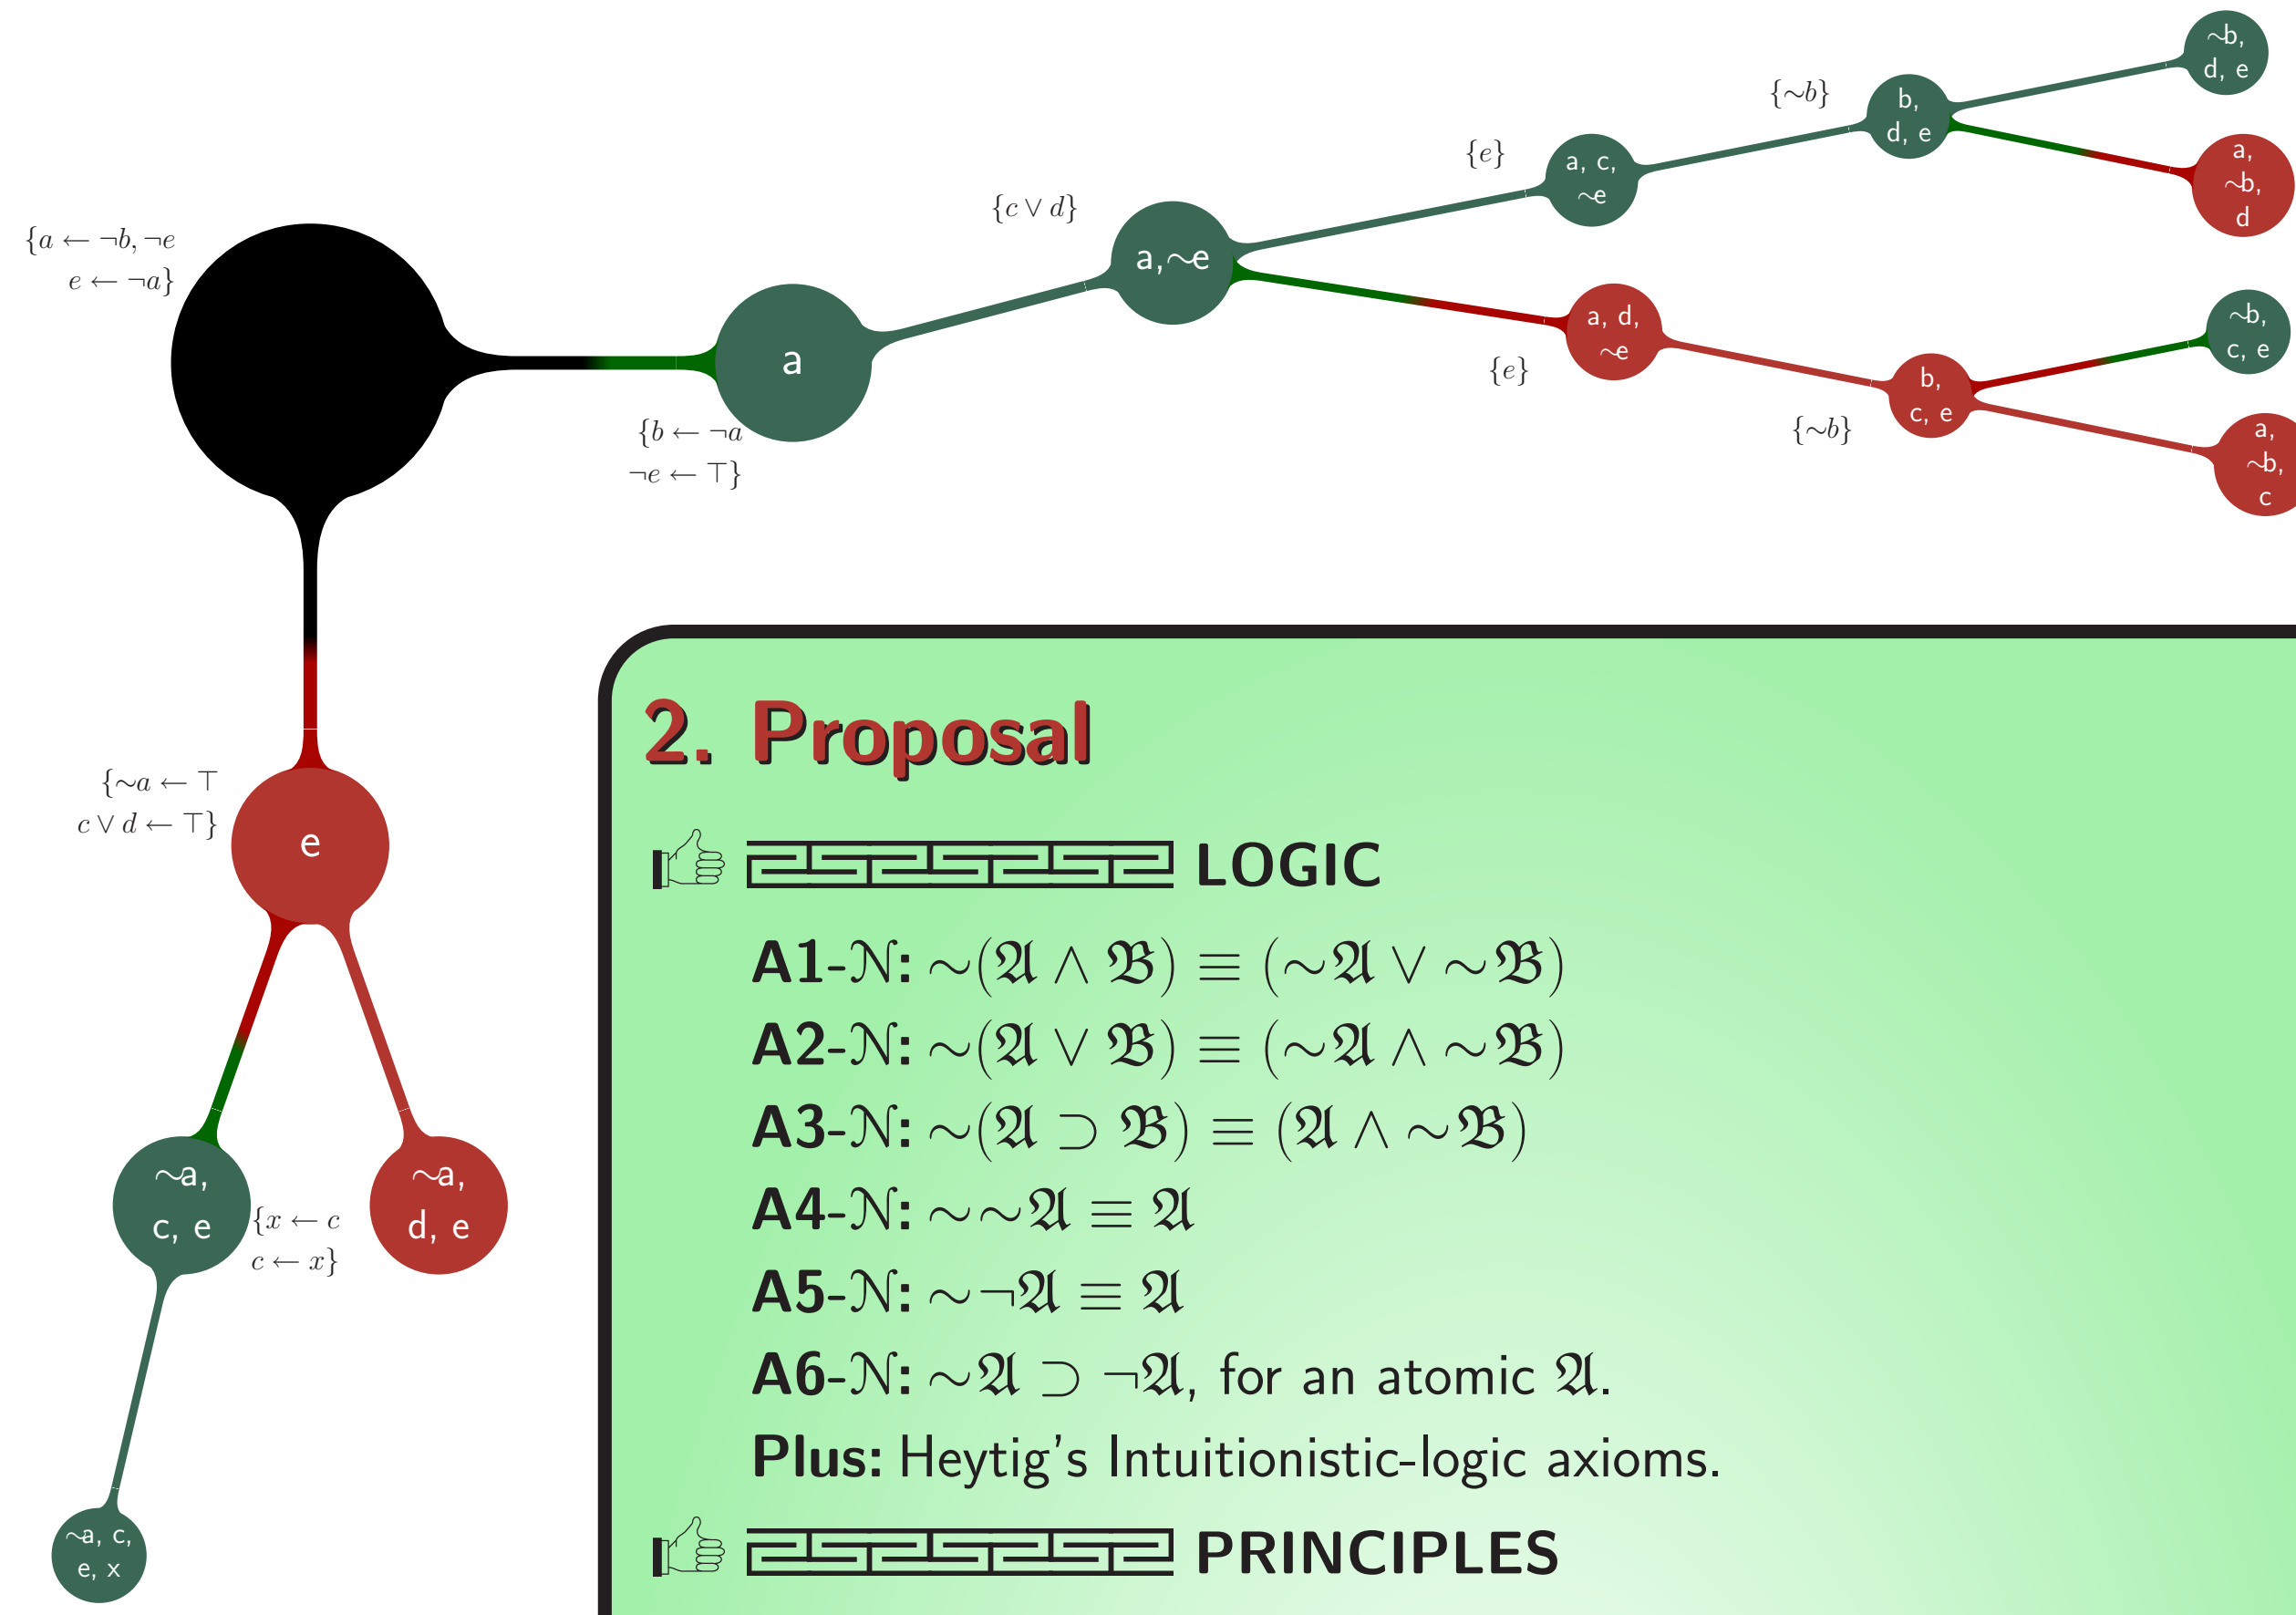 ∼b,
d, e
{∼b}
b,
d, e
a,
∼b,
d
{e}
a, c,
∼e
{c ∨ d}
a,∼e
{a ← ¬b, ¬e
e ← ¬a}
a
{b ← ¬a
¬e ← ⊤}
a, d,
∼e
{e}
b,
c, e
{∼b}
∼b,
c, e
a,
∼b,
c
{∼a ← ⊤
c ∨ d ← ⊤}
e
∼a,
c, e
{x ← c
c ← x}
∼a,
d, e
∼a, c,
e, x
2. Proposal
LOGIC
A1-𝒩: ∼(𝔄 ∧ 𝔅) ≡ (∼𝔄 ∨ ∼𝔅)
A2-𝒩: ∼(𝔄 ∨ 𝔅) ≡ (∼𝔄 ∧ ∼𝔅)
A3-𝒩: ∼(𝔄 ⊃ 𝔅) ≡ (𝔄 ∧ ∼𝔅)
A4-𝒩: ∼∼𝔄 ≡ 𝔄
A5-𝒩: ∼¬𝔄 ≡ 𝔄
A6-𝒩: ∼𝔄 ⊃ ¬𝔄, for an atomic 𝔄.
Plus: Heytig's Intuitionistic-logic axioms.
PRINCIPLES